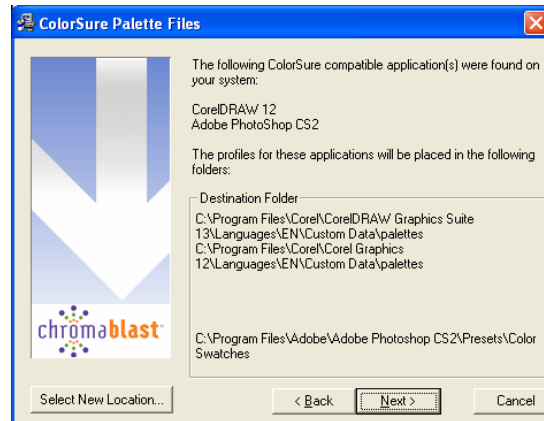 ColorSure Palette Files
The following ColorSure compatible application(s) were found on
your system:
CorelDRAW 12
Adobe PhotoShop CS2
The profiles for these applications will be placed in the following
folders:
Destination Folder
C:\Program Files\Corel\CorelDRAW Graphics Suite
13\Languages\EN\Custom Data\palettes
C:\Program Files\Corel\Corel Graphics
12\Languages\EN\Custom Data\palettes
C:\Program Files\Adobe\Adobe Photoshop CS2\Presets\Color
Swatches
chromablast
Select New Location...
< Back
Next >
Cancel